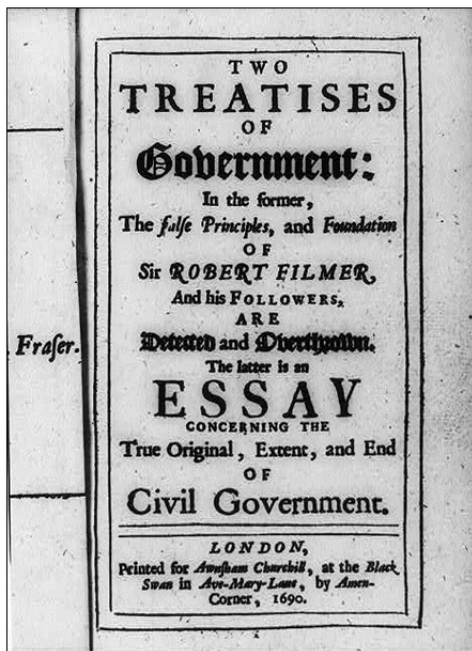 TWO
TREATISES
OF
Government:
In the former,
The false Principles, and Foundation
OF
Sir ROBERT FILMER,
And his FOLLOWERS,
ARE
Detected and Overthrown.
The latter is an
ESSAY
CONCERNING THE
True Original, Extent, and End
OF
Civil Government.
LONDON,
Printed for Awnsham Churchill, at the Black
Swan in Ave-Mary-Lane, by Amen-
Corner, 1690.
Fraser.